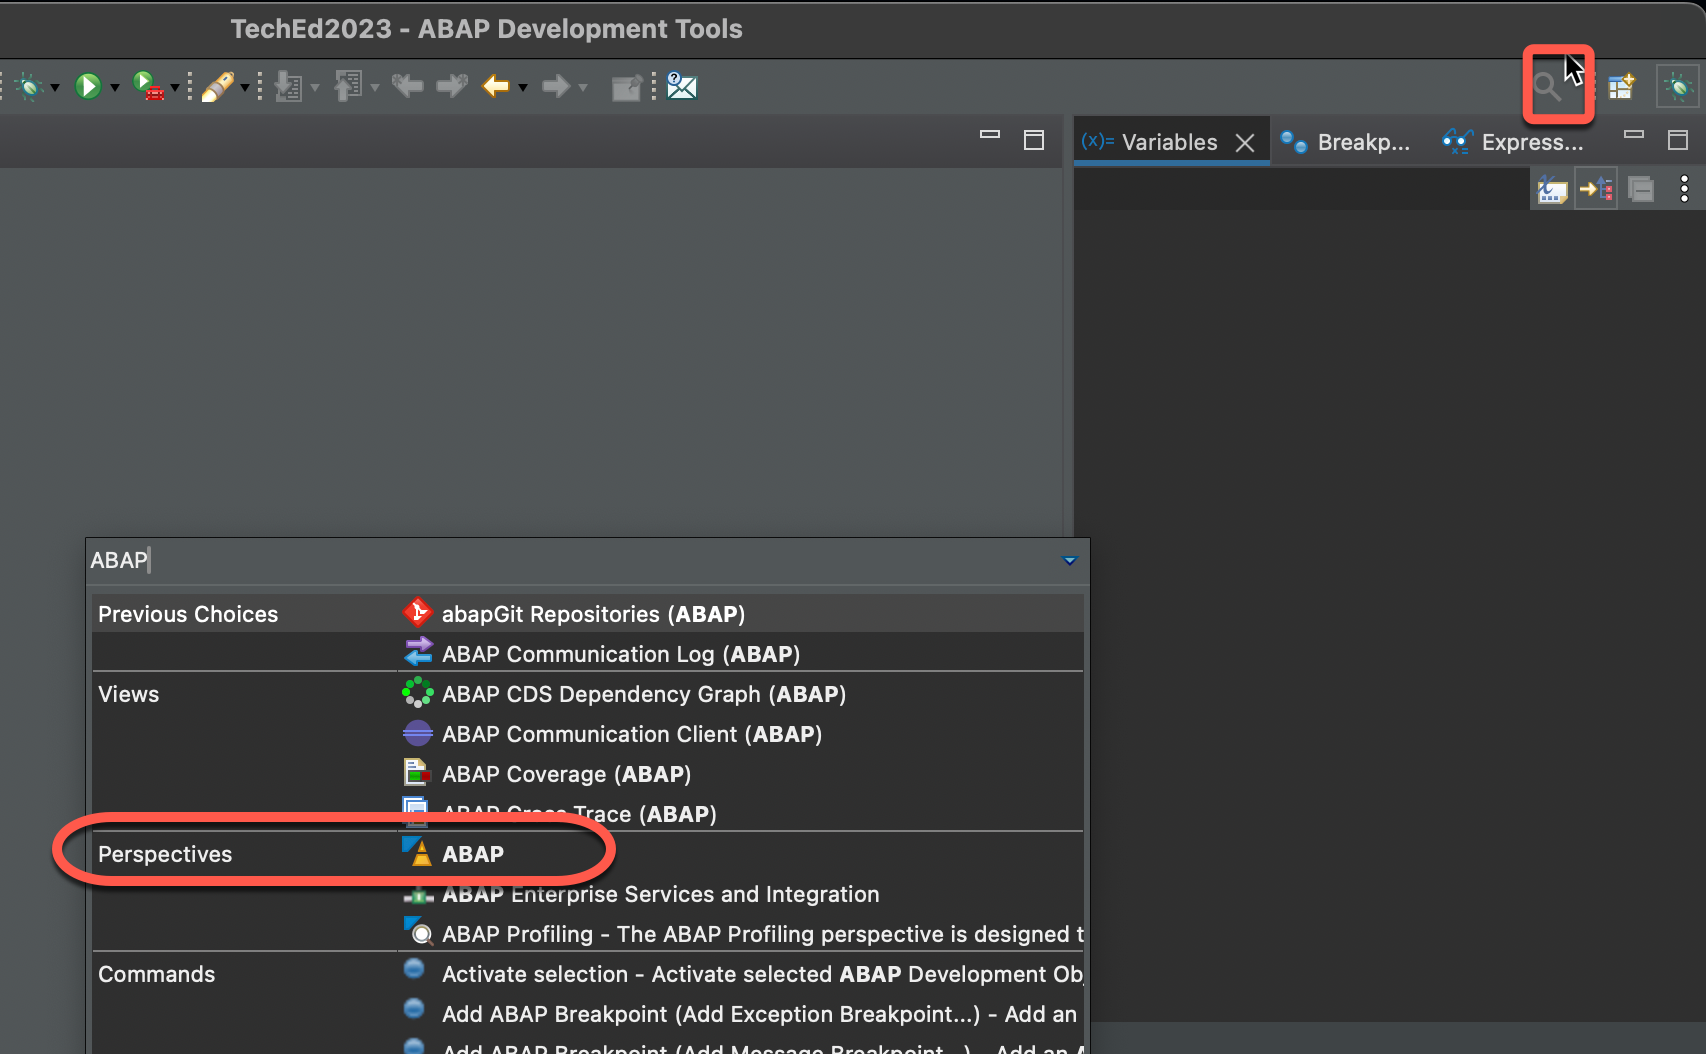 TechEd2023 - ABAP Development Tools
(x)= Variables
Breakp...
Express...
ABAP
Previous Choices
abapGit Repositories (ABAP)
ABAP Communication Log (ABAP)
Views
ABAP CDS Dependency Graph (ABAP)
ABAP Communication Client (ABAP)
ABAP Coverage (ABAP)
ABAP Cross Trace (ABAP)
Perspectives
ABAP
ABAP Enterprise Services and Integration
ABAP Profiling - The ABAP Profiling perspective is designed t
Commands
Activate selection - Activate selected ABAP Development Ob
Add ABAP Breakpoint (Add Exception Breakpoint...) - Add an
Add ABAP Breakpoint (Add Message Breakpoint...) - Add an A